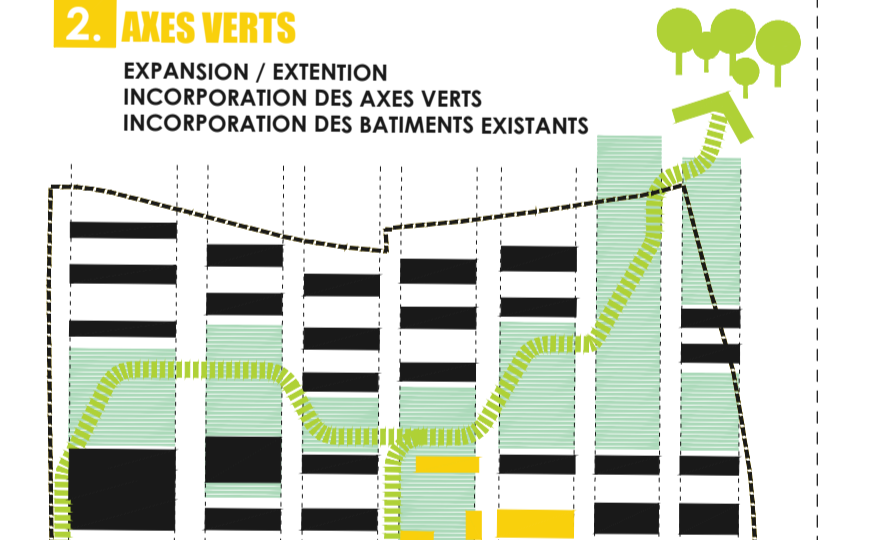 2. AXES VERTS
EXPANSION / EXTENTION
INCORPORATION DES AXES VERTS
INCORPORATION DES BATIMENTS EXISTANTS